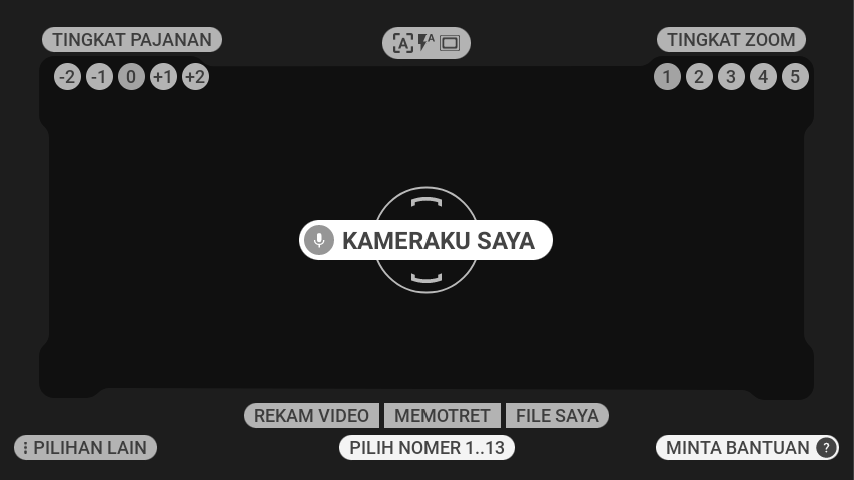 TINGKAT PAJANAN
A A
TINGKAT ZOOM
-2 -1 0 +1 +2
1 2 3 4 5
KAMERAKU SAYA
REKAM VIDEO MEMOTRET FILE SAYA
PILIHAN LAIN
PILIH NOMER 1..13
MINTA BANTUAN ?